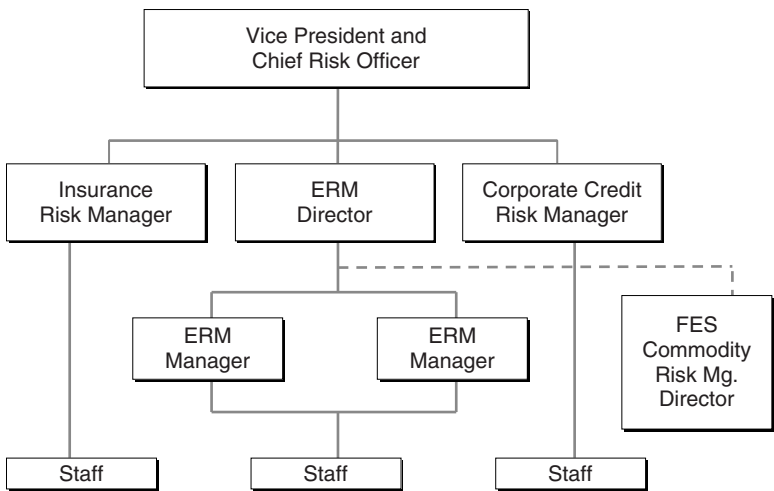 Vice President and
Chief Risk Officer
Insurance
Risk Manager
ERM
Director
Corporate Credit
Risk Manager
ERM
Manager
ERM
Manager
FES
Commodity
Risk Mg.
Director
Staff
Staff
Staff